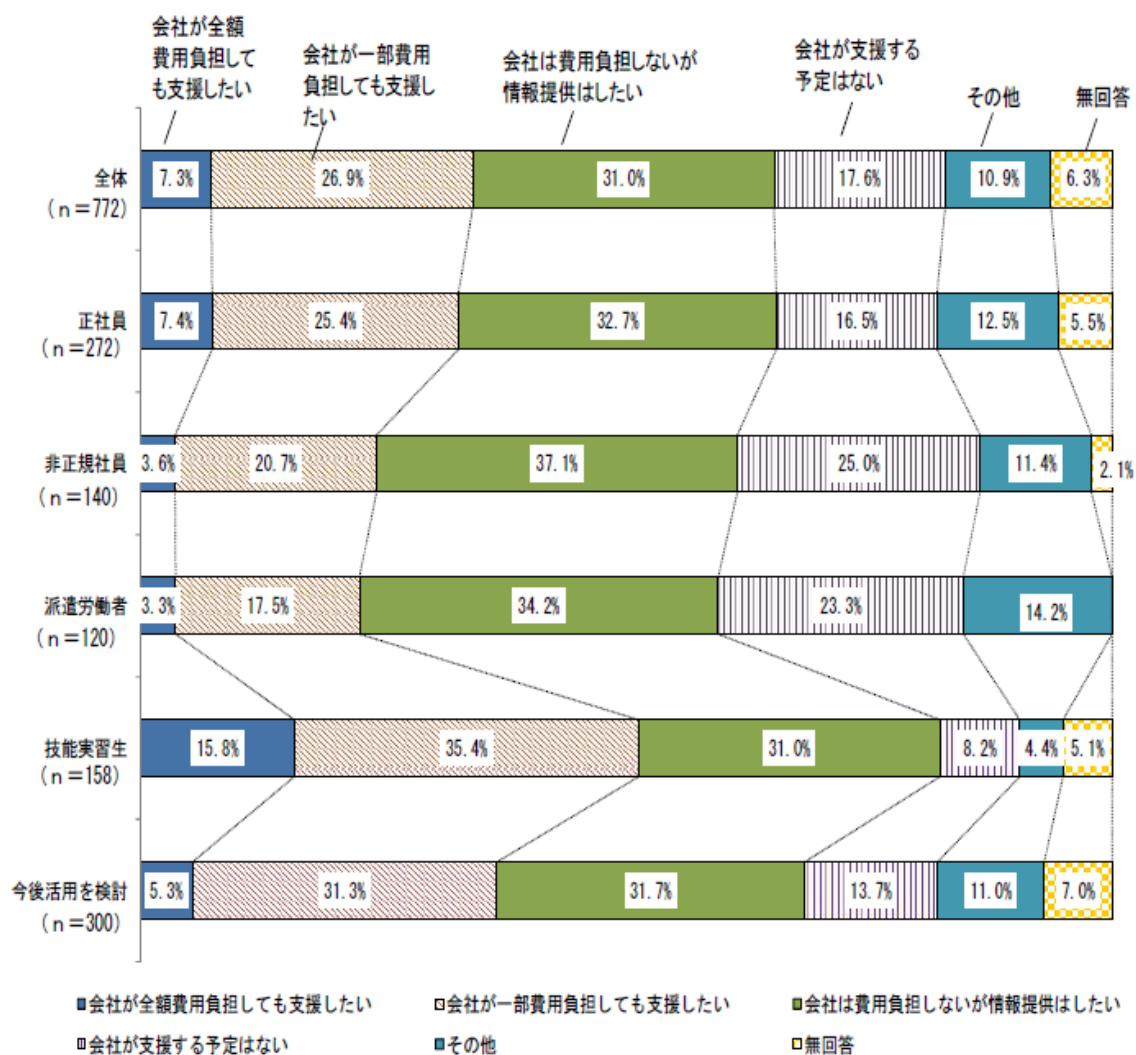 会社が全額
費用負担して
も支援したい
会社が一部費用
負担しても支援し
たい
会社は費用負担しないが
情報提供はしたい
会社が支援する
予定はない
その他
無回答
全体
(n=772)
7.3%
26.9%
31.0%
17.6%
10.9%
6.3%
正社員
(n=272)
7.4%
25.4%
32.7%
16.5%
12.5%
5.5%
非正規社員
(n=140)
3.6%
20.7%
37.1%
25.0%
11.4%
2.1%
派遣労働者
(n=120)
3.3%
17.5%
34.2%
23.3%
14.2%
技能実習生
(n=158)
15.8%
35.4%
31.0%
8.2%
4.4%
5.1%
今後活用を検討
(n=300)
5.3%
31.3%
31.7%
13.7%
11.0%
7.0%
会社が全額費用負担しても支援したい
会社が一部費用負担しても支援したい
会社は費用負担しないが情報提供はしたい
会社が支援する予定はない
その他
無回答